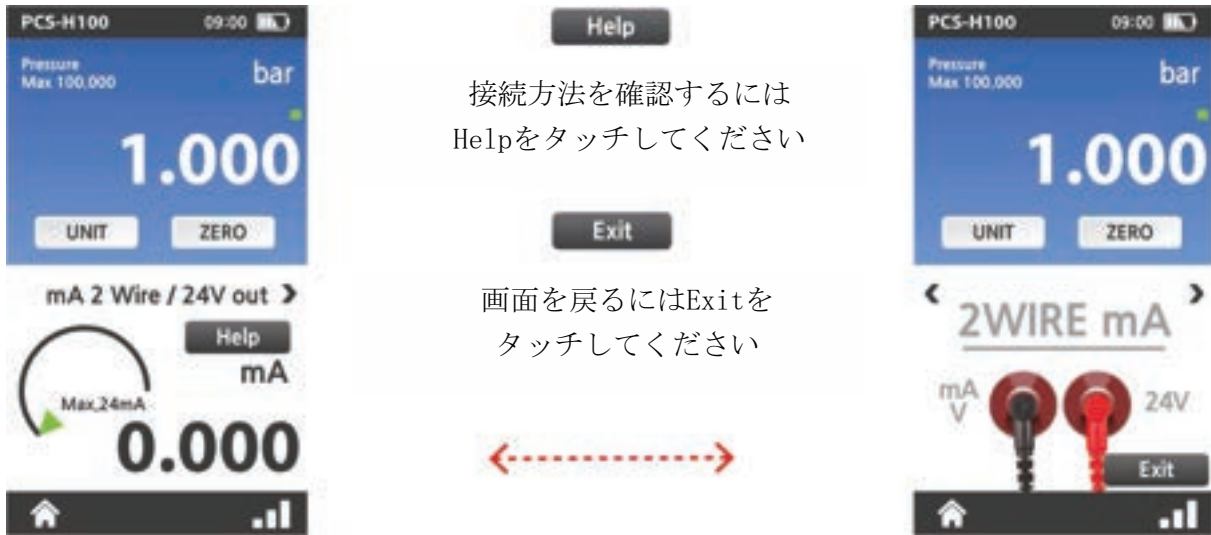 PCS-H100 09:00
Pressure
Max 100,000
bar
1.000
UNIT ZERO
mA 2 Wire / 24V out
Help
mA
Max.24mA
0.000
Help
接続方法を確認するには
Helpをタッチしてください
Exit
画面を戻るにはExitを
タッチしてください
PCS-H100 09:00
Pressure
Max 100,000
bar
1.000
UNIT ZERO
2WIRE mA
mA
V
24V
Exit